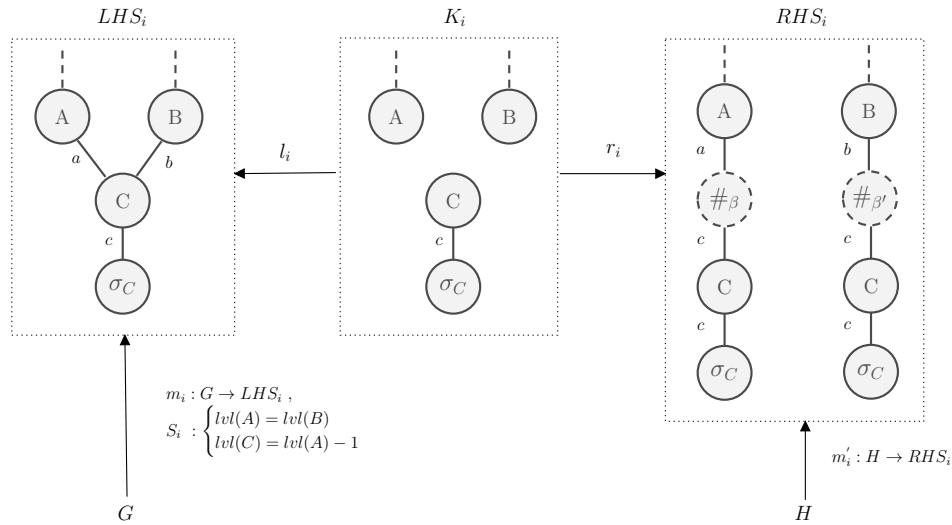 LHS_i K_i RHS_i
A B A B A B
a b a b
l_i r_i
C C #_β #_β'
c c c c
σ_C σ_C C C
c c
σ_C σ_C
m_i : G → LHS_i ,
S_i : { lvl(A) = lvl(B)
lvl(C) = lvl(A) − 1
m_i' : H → RHS_i
G H